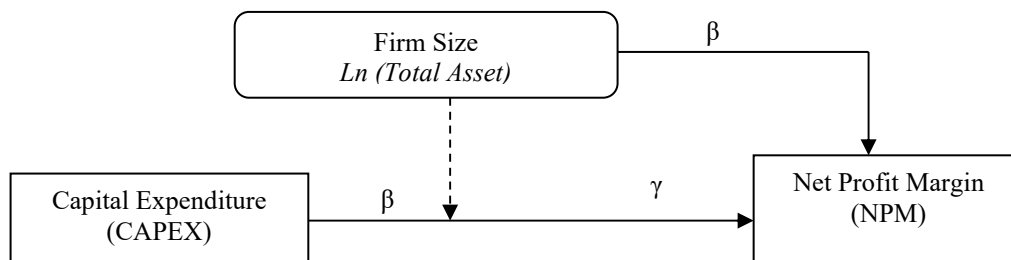 Firm Size
Ln (Total Asset)
β
Capital Expenditure
(CAPEX)
β
γ
Net Profit Margin
(NPM)